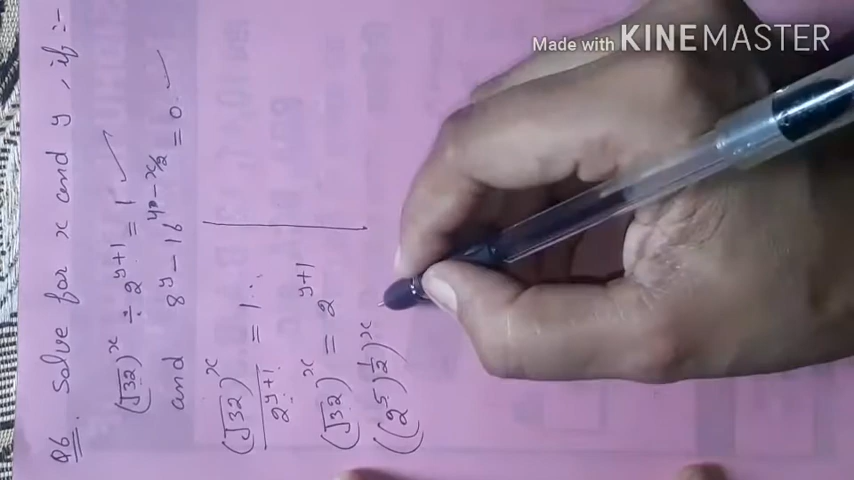 Made with KINEMASTER
Q6. Solve for x and y, if :-
(√32)^x ÷ 2^{y+1} = 1
and 8^y - 16^{4 - x/2} = 0.
(√32)^x / 2^{y+1} = 1
(√32)^x = 2^{y+1}
((2^5)^{1/2})^x =